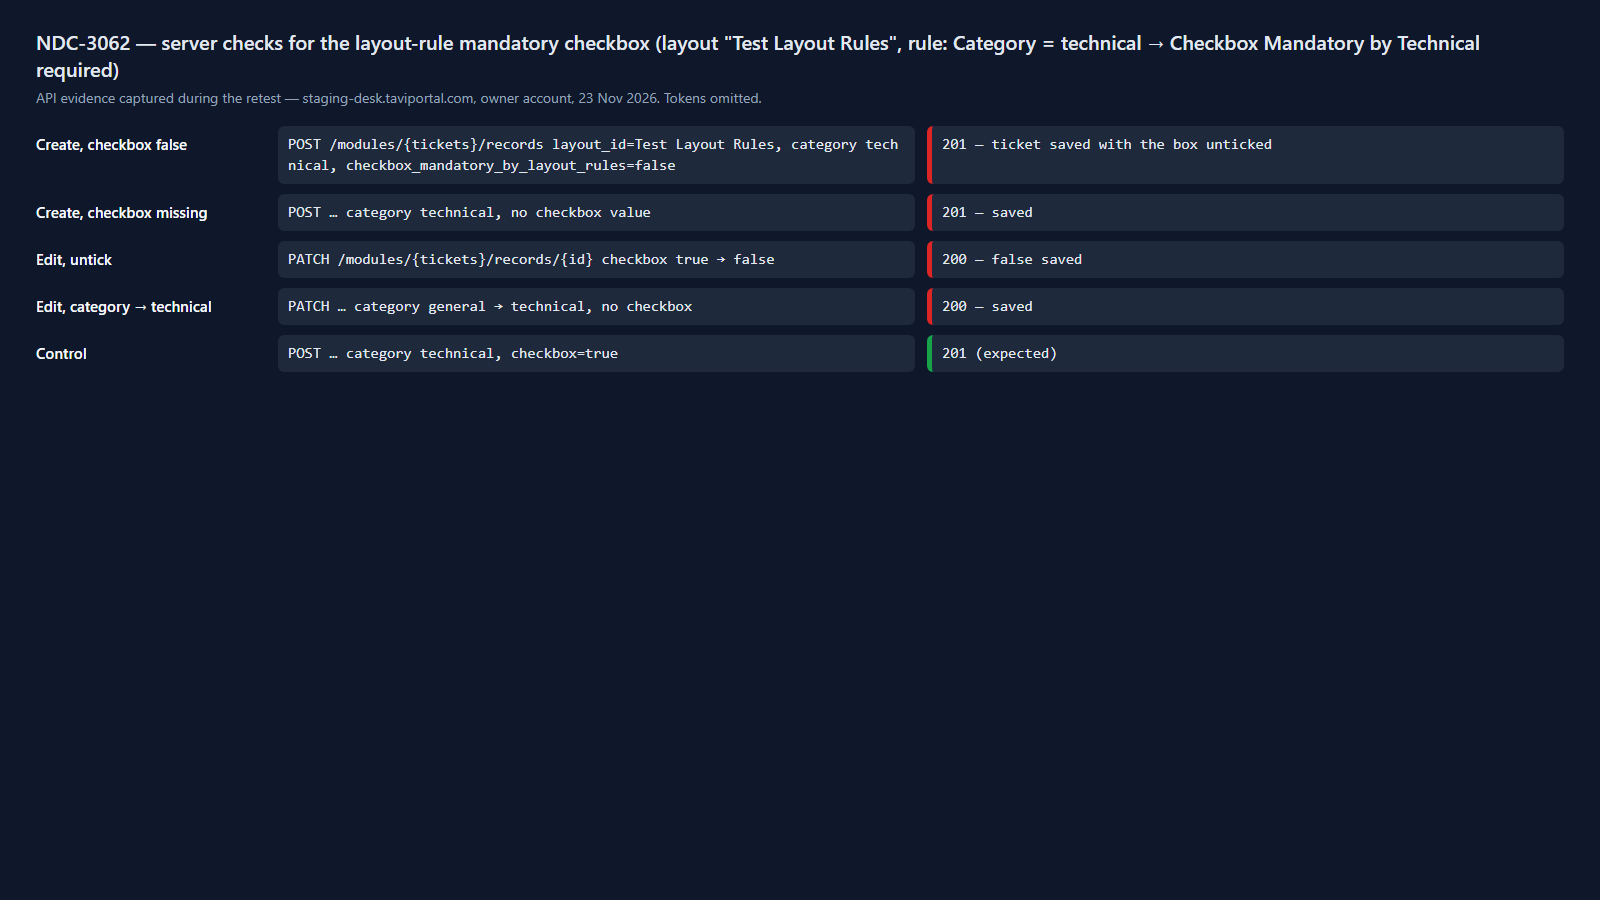 NDC-3062 — server checks for the layout-rule mandatory checkbox (layout "Test Layout Rules", rule: Category = technical → Checkbox Mandatory by Technical
required)
API evidence captured during the retest — staging-desk.taviportal.com, owner account, 23 Nov 2026. Tokens omitted.
Create, checkbox false
POST /modules/{tickets}/records layout_id=Test Layout Rules, category tech
nical, checkbox_mandatory_by_layout_rules=false
201 — ticket saved with the box unticked
Create, checkbox missing
POST … category technical, no checkbox value
201 — saved
Edit, untick
PATCH /modules/{tickets}/records/{id} checkbox true → false
200 — false saved
Edit, category → technical
PATCH … category general → technical, no checkbox
200 — saved
Control
POST … category technical, checkbox=true
201 (expected)